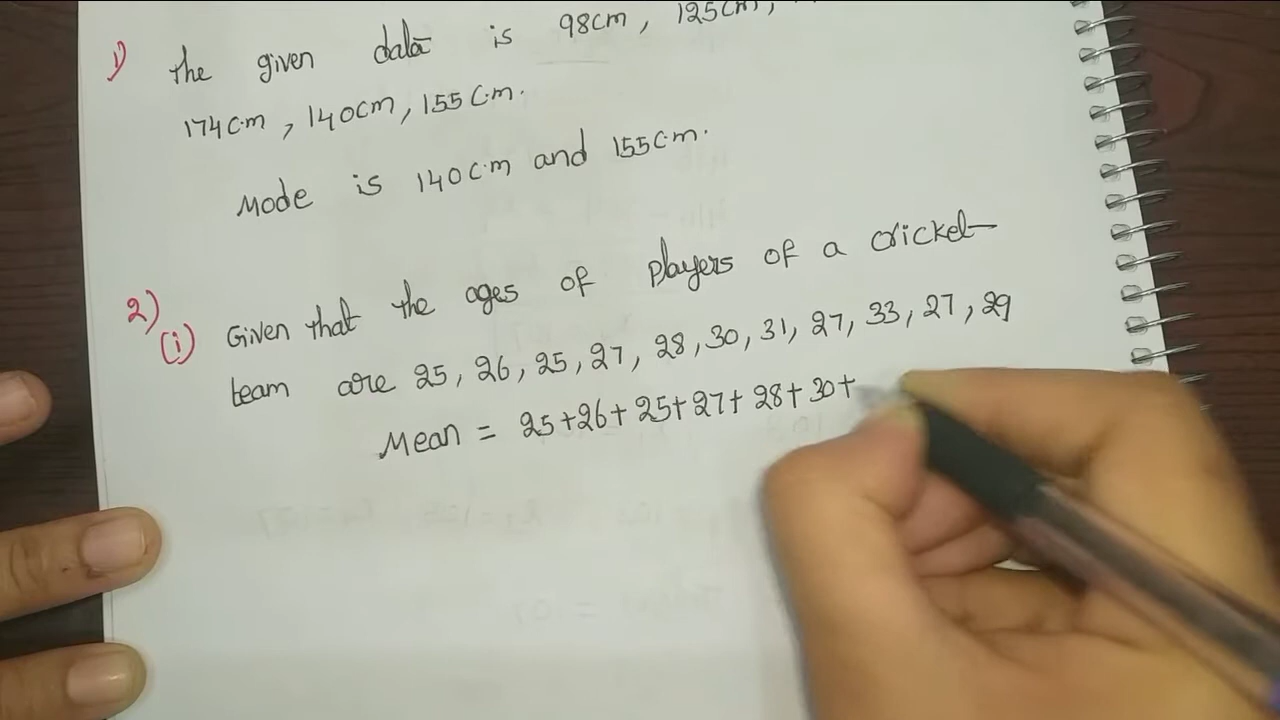 1) The given data is 98cm, 125cm,
174cm, 140cm, 155cm.
Mode is 140cm and 155cm.
2)
(i) Given that the ages of players of a cricket
team are 25, 26, 25, 27, 28, 30, 31, 27, 33, 27, 29
Mean = 25+26+25+27+28+30+